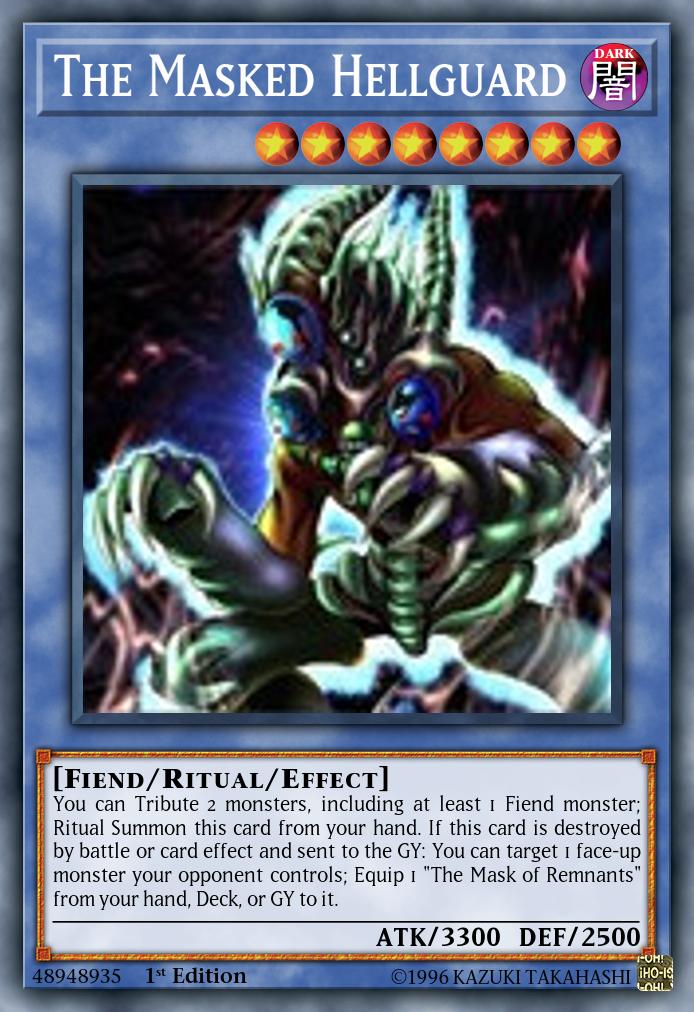 The Masked Hellguard
DARK
闇
[Fiend/Ritual/Effect]
You can Tribute 2 monsters, including at least 1 Fiend monster;
Ritual Summon this card from your hand. If this card is destroyed
by battle or card effect and sent to the GY: You can target 1 face-up
monster your opponent controls; Equip 1 "The Mask of Remnants"
from your hand, Deck, or GY to it.
ATK/3300 DEF/2500
48948935 1st Edition ©1996 KAZUKI TAKAHASHI